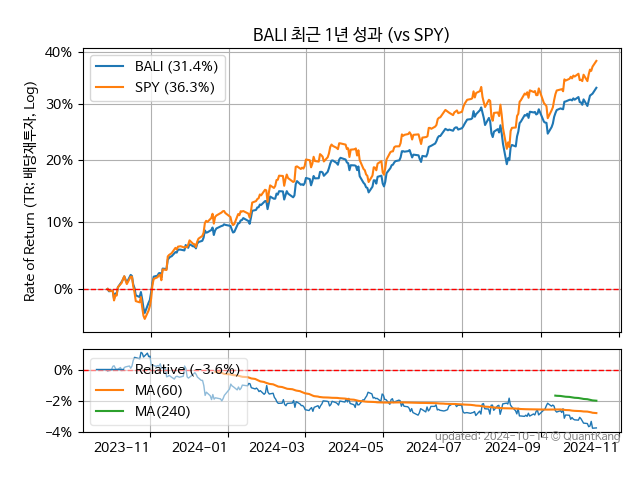 BALI 최근 1년 성과 (vs SPY)
40%
30%
20%
10%
0%
Rate of Return (TR: 배당재투자, Log)
BALI (31.4%)
SPY (36.3%)
0%
−2%
−4%
Relative (−3.6%)
MA(60)
MA(240)
updated: 2024-10-14 © QuantKang
2023-11
2024-01
2024-03
2024-05
2024-07
2024-09
2024-11